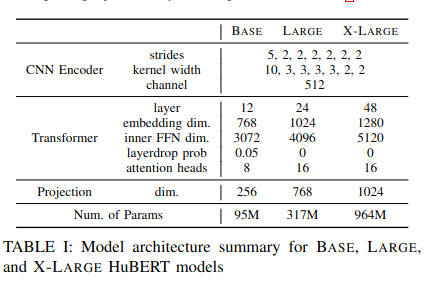 BASE LARGE X-LARGE
strides 5, 2, 2, 2, 2, 2, 2
CNN Encoder kernel width 10, 3, 3, 3, 3, 2, 2
channel 512
layer 12 24 48
embedding dim. 768 1024 1280
Transformer inner FFN dim. 3072 4096 5120
layerdrop prob 0.05 0 0
attention heads 8 16 16
Projection dim. 256 768 1024
Num. of Params 95M 317M 964M
TABLE I: Model architecture summary for BASE, LARGE,
and X-LARGE HuBERT models